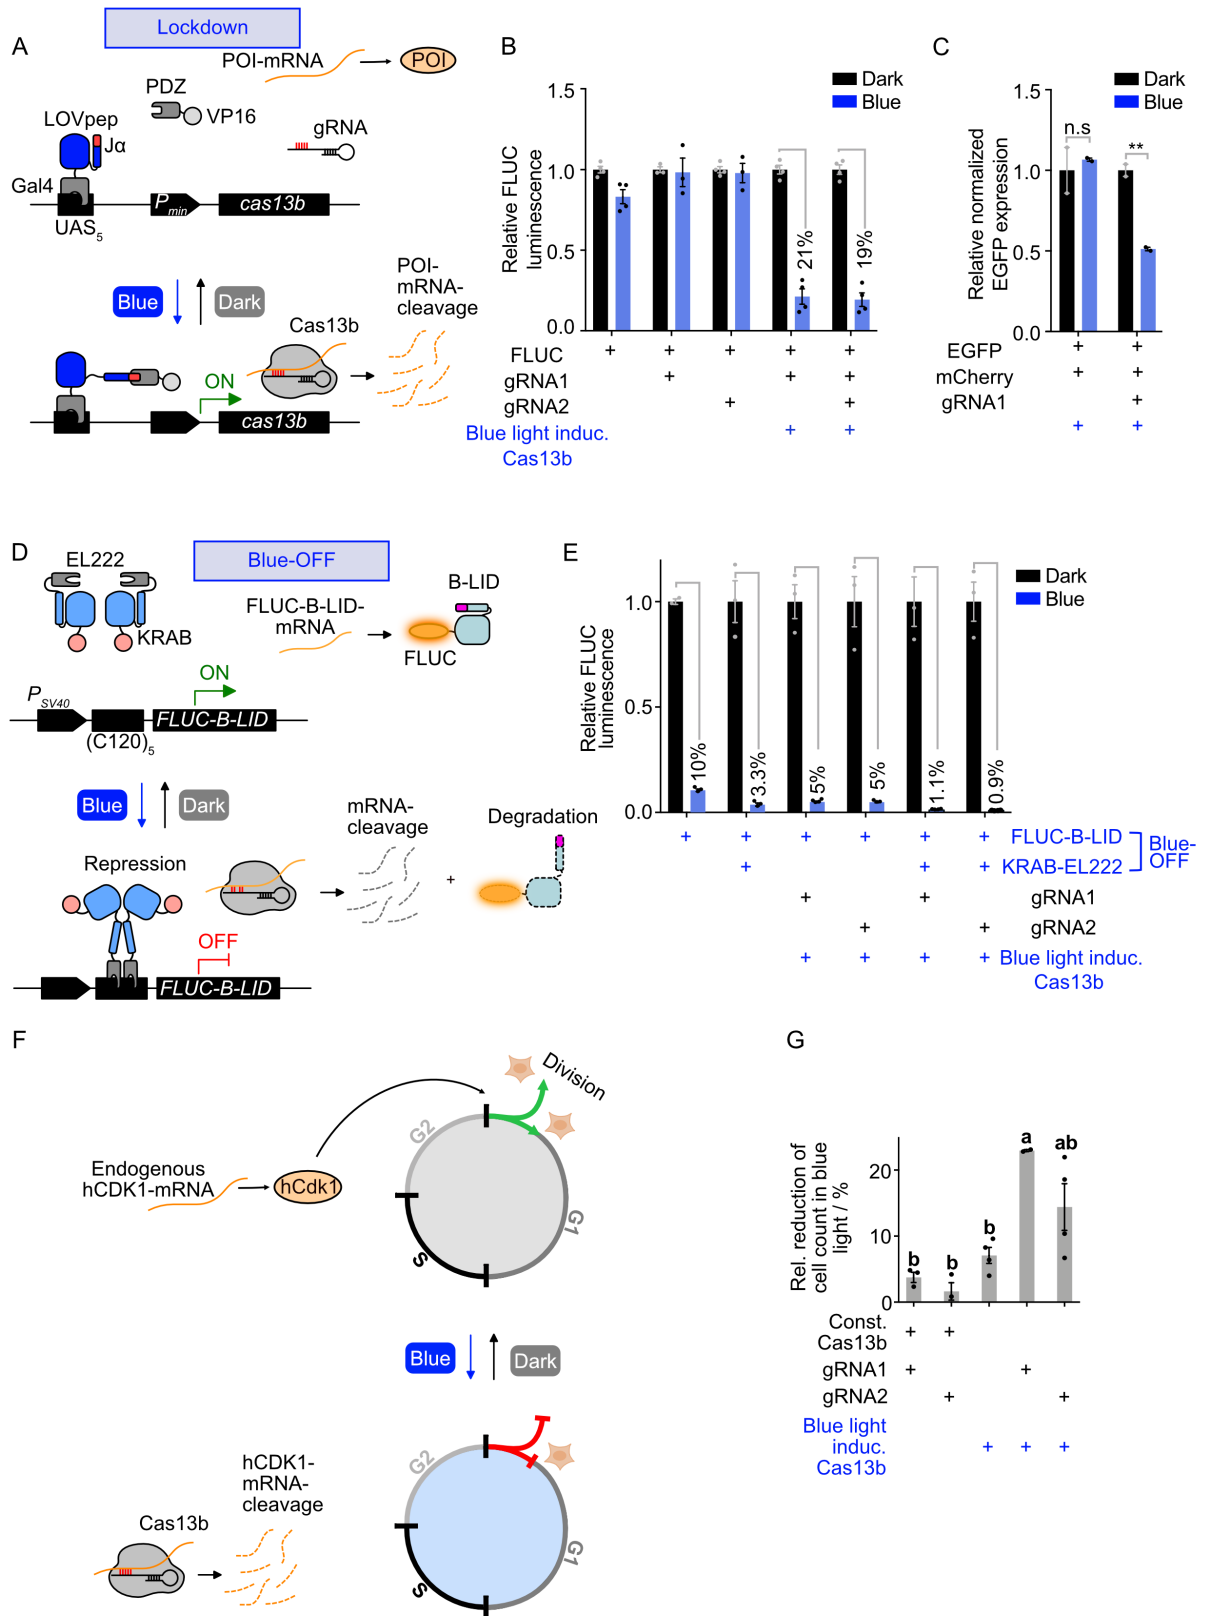 A
Lockdown
POI-mRNA
POI
PDZ
VP16
LOVpep
Jα
gRNA
Gal4
Pmin
cas13b
UAS5
Blue
Dark
POI-
mRNA-
cleavage
Cas13b
ON
cas13b
B
Dark
Blue
1.5
1.0
0.5
0.0
Relative FLUC
luminescence
21%
19%
FLUC + + + + +
gRNA1 + + +
gRNA2 + +
Blue light induc. + +
Cas13b
C
Dark
Blue
1.5
1.0
0.5
0.0
Relative normalized
EGFP expression
n.s
**
EGFP + +
mCherry + +
gRNA1 +
+ +
D
Blue-OFF
EL222
KRAB
FLUC-B-LID-
mRNA
B-LID
FLUC
ON
PSV40
FLUC-B-LID
(C120)5
Blue
Dark
mRNA-
cleavage
+
Degradation
Repression
OFF
FLUC-B-LID
E
Dark
Blue
1.0
0.5
0.0
Relative FLUC
luminescence
10%
3.3%
5%
5%
1.1%
0.9%
+ + + + + + FLUC-B-LID
+ + + KRAB-EL222
Blue-
OFF
+ + gRNA1
+ + gRNA2
+ + + + Blue light induc.
Cas13b
F
Division
G2
G1
S
Endogenous
hCDK1-mRNA
hCdk1
Blue
Dark
hCDK1-
mRNA-
cleavage
Cas13b
G2
G1
S
G
20
10
0
Rel. reduction of
cell count in blue
light / %
b
b
b
a
ab
Const.
Cas13b + +
gRNA1 + +
gRNA2 + +
Blue light
induc. + + +
Cas13b